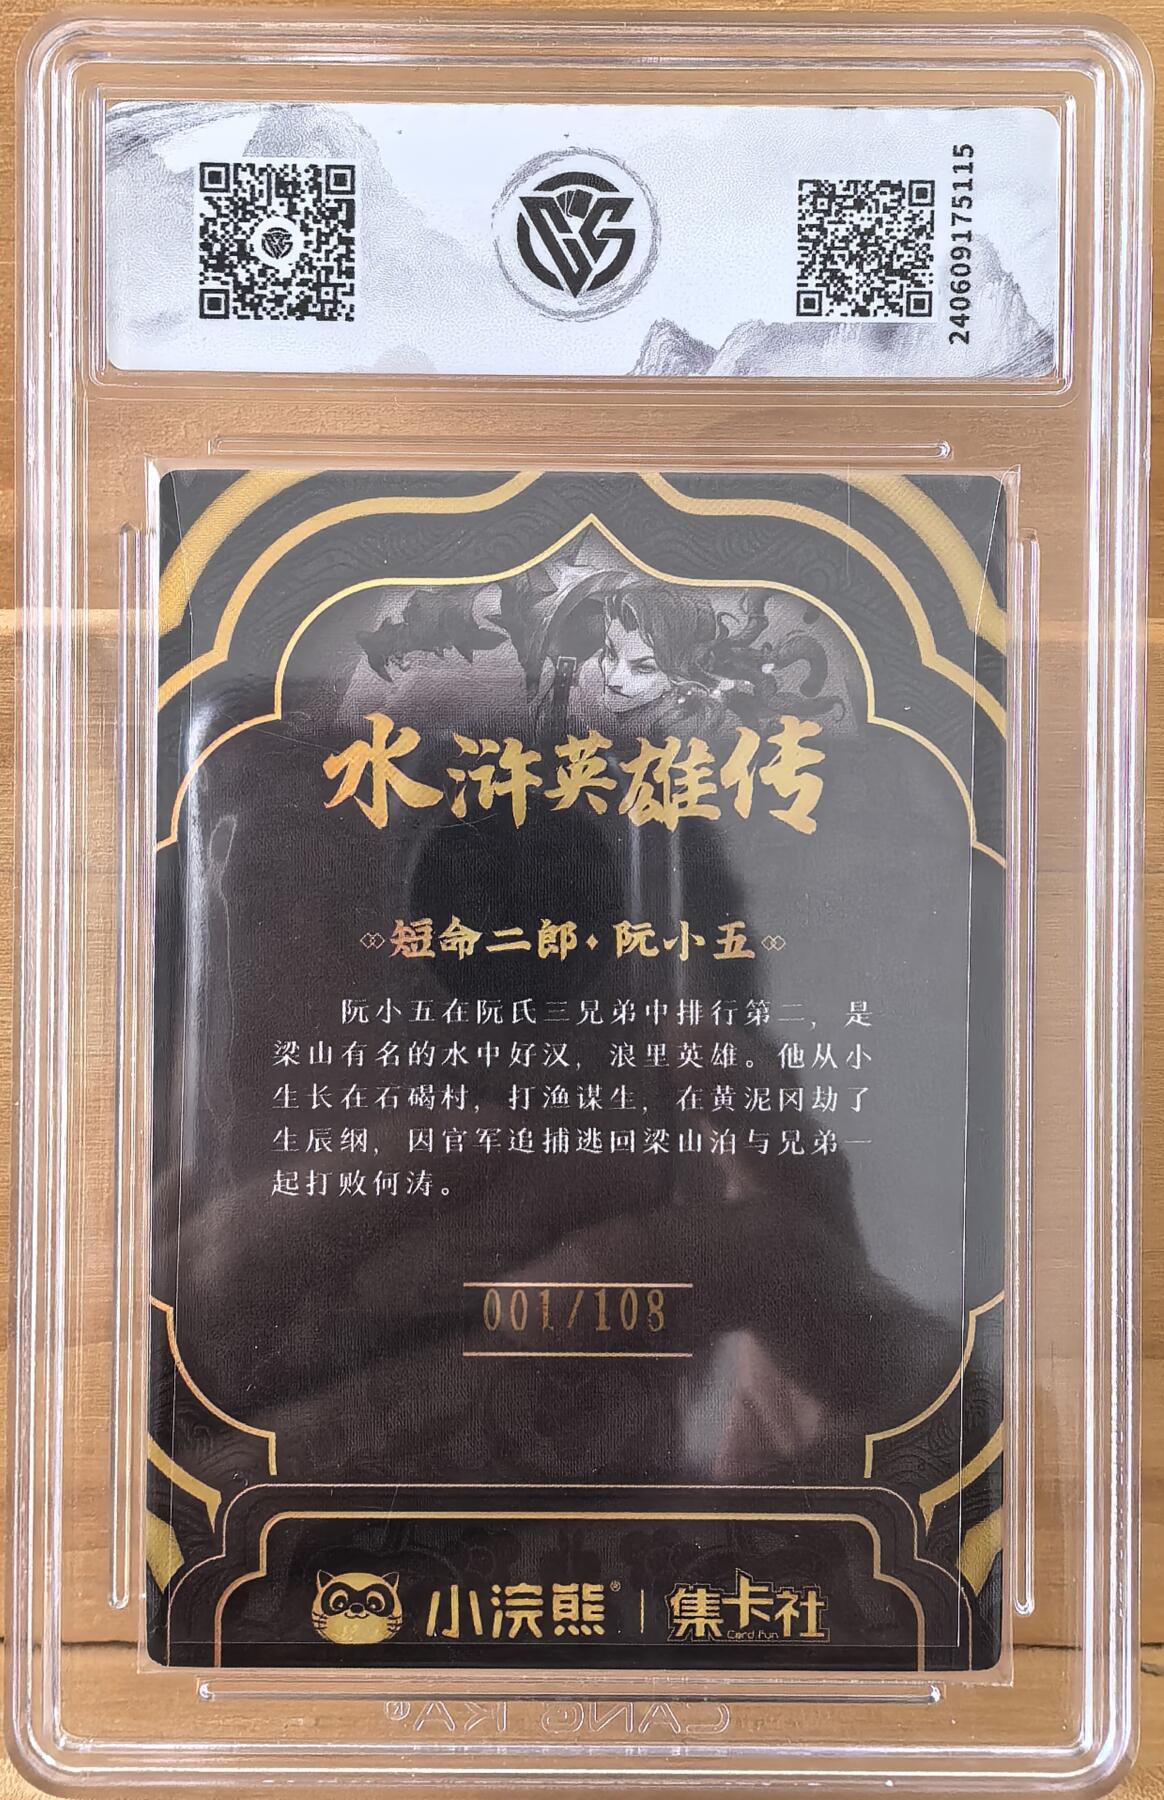 240609175115
水浒英雄传
短命二郎·阮小五
阮小五在阮氏三兄弟中排行第二，是
梁山有名的水中好汉，浪里英雄。他从小
生长在石碣村，打渔谋生，在黄泥冈劫了
生辰纲，因官军追捕逃回梁山泊与兄弟一
起打败何涛。
001/108
小浣熊® | 集卡社
Card Fun
CANG KA®